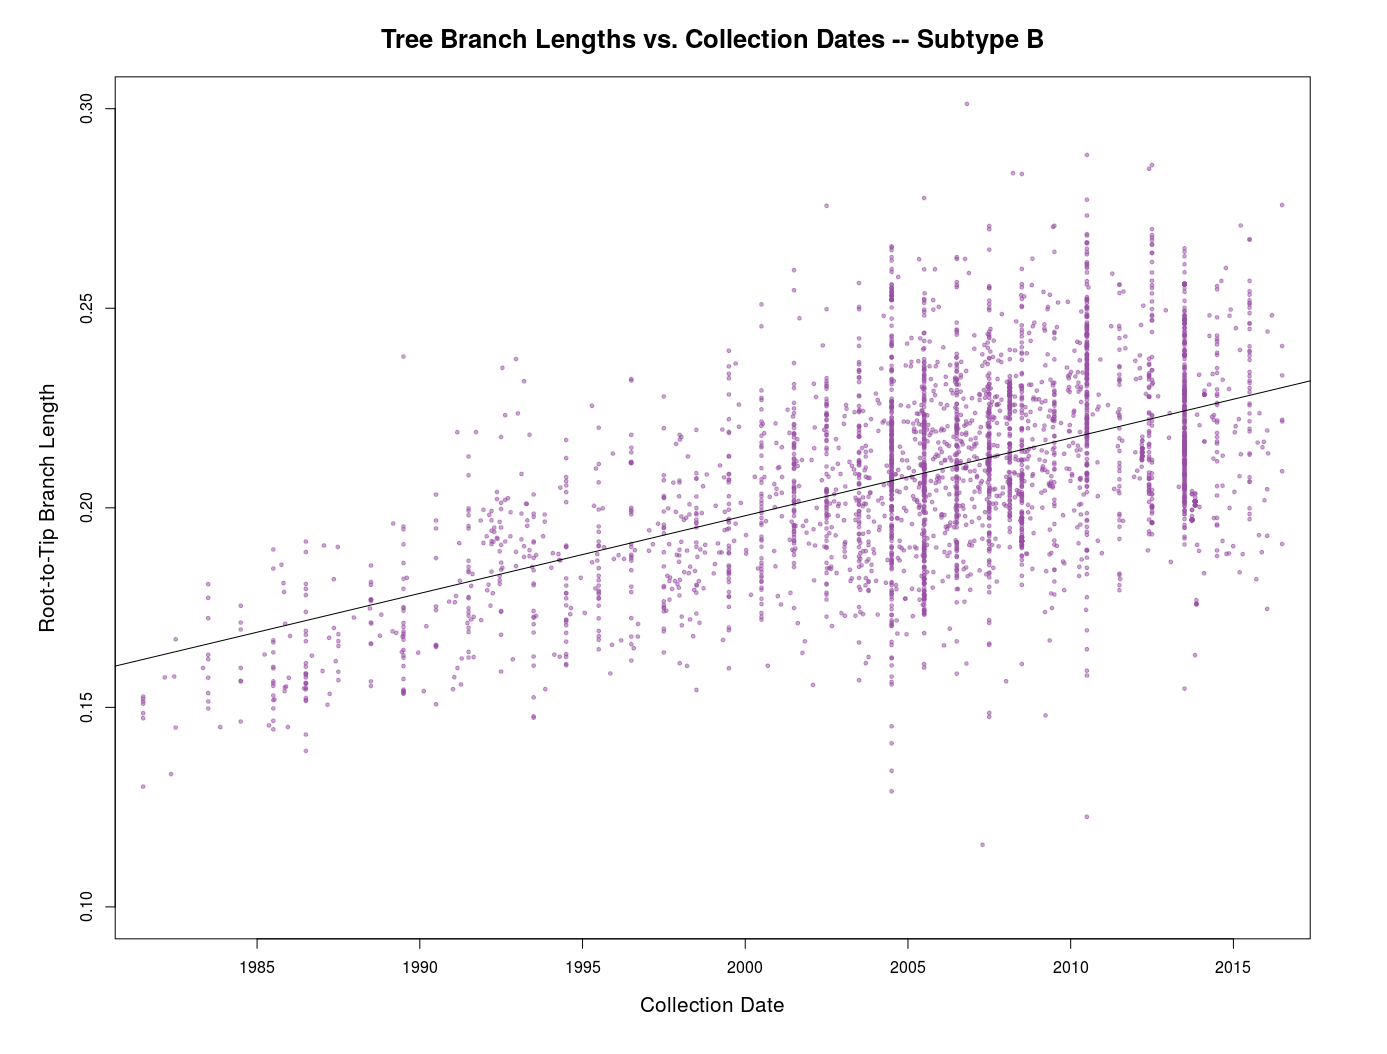 Tree Branch Lengths vs. Collection Dates -- Subtype B
Root-to-Tip Branch Length
0.30
0.25
0.20
0.15
0.10
1985 1990 1995 2000 2005 2010 2015
Collection Date